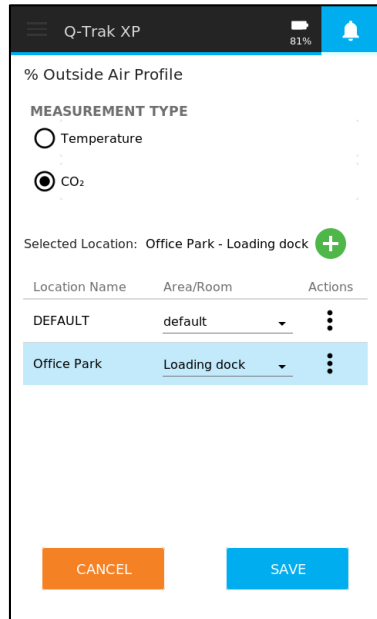 Q-Trak XP
81%
% Outside Air Profile
MEASUREMENT TYPE
Temperature
CO₂
Selected Location: Office Park - Loading dock
Location Name Area/Room Actions
DEFAULT default
Office Park Loading dock
CANCEL SAVE